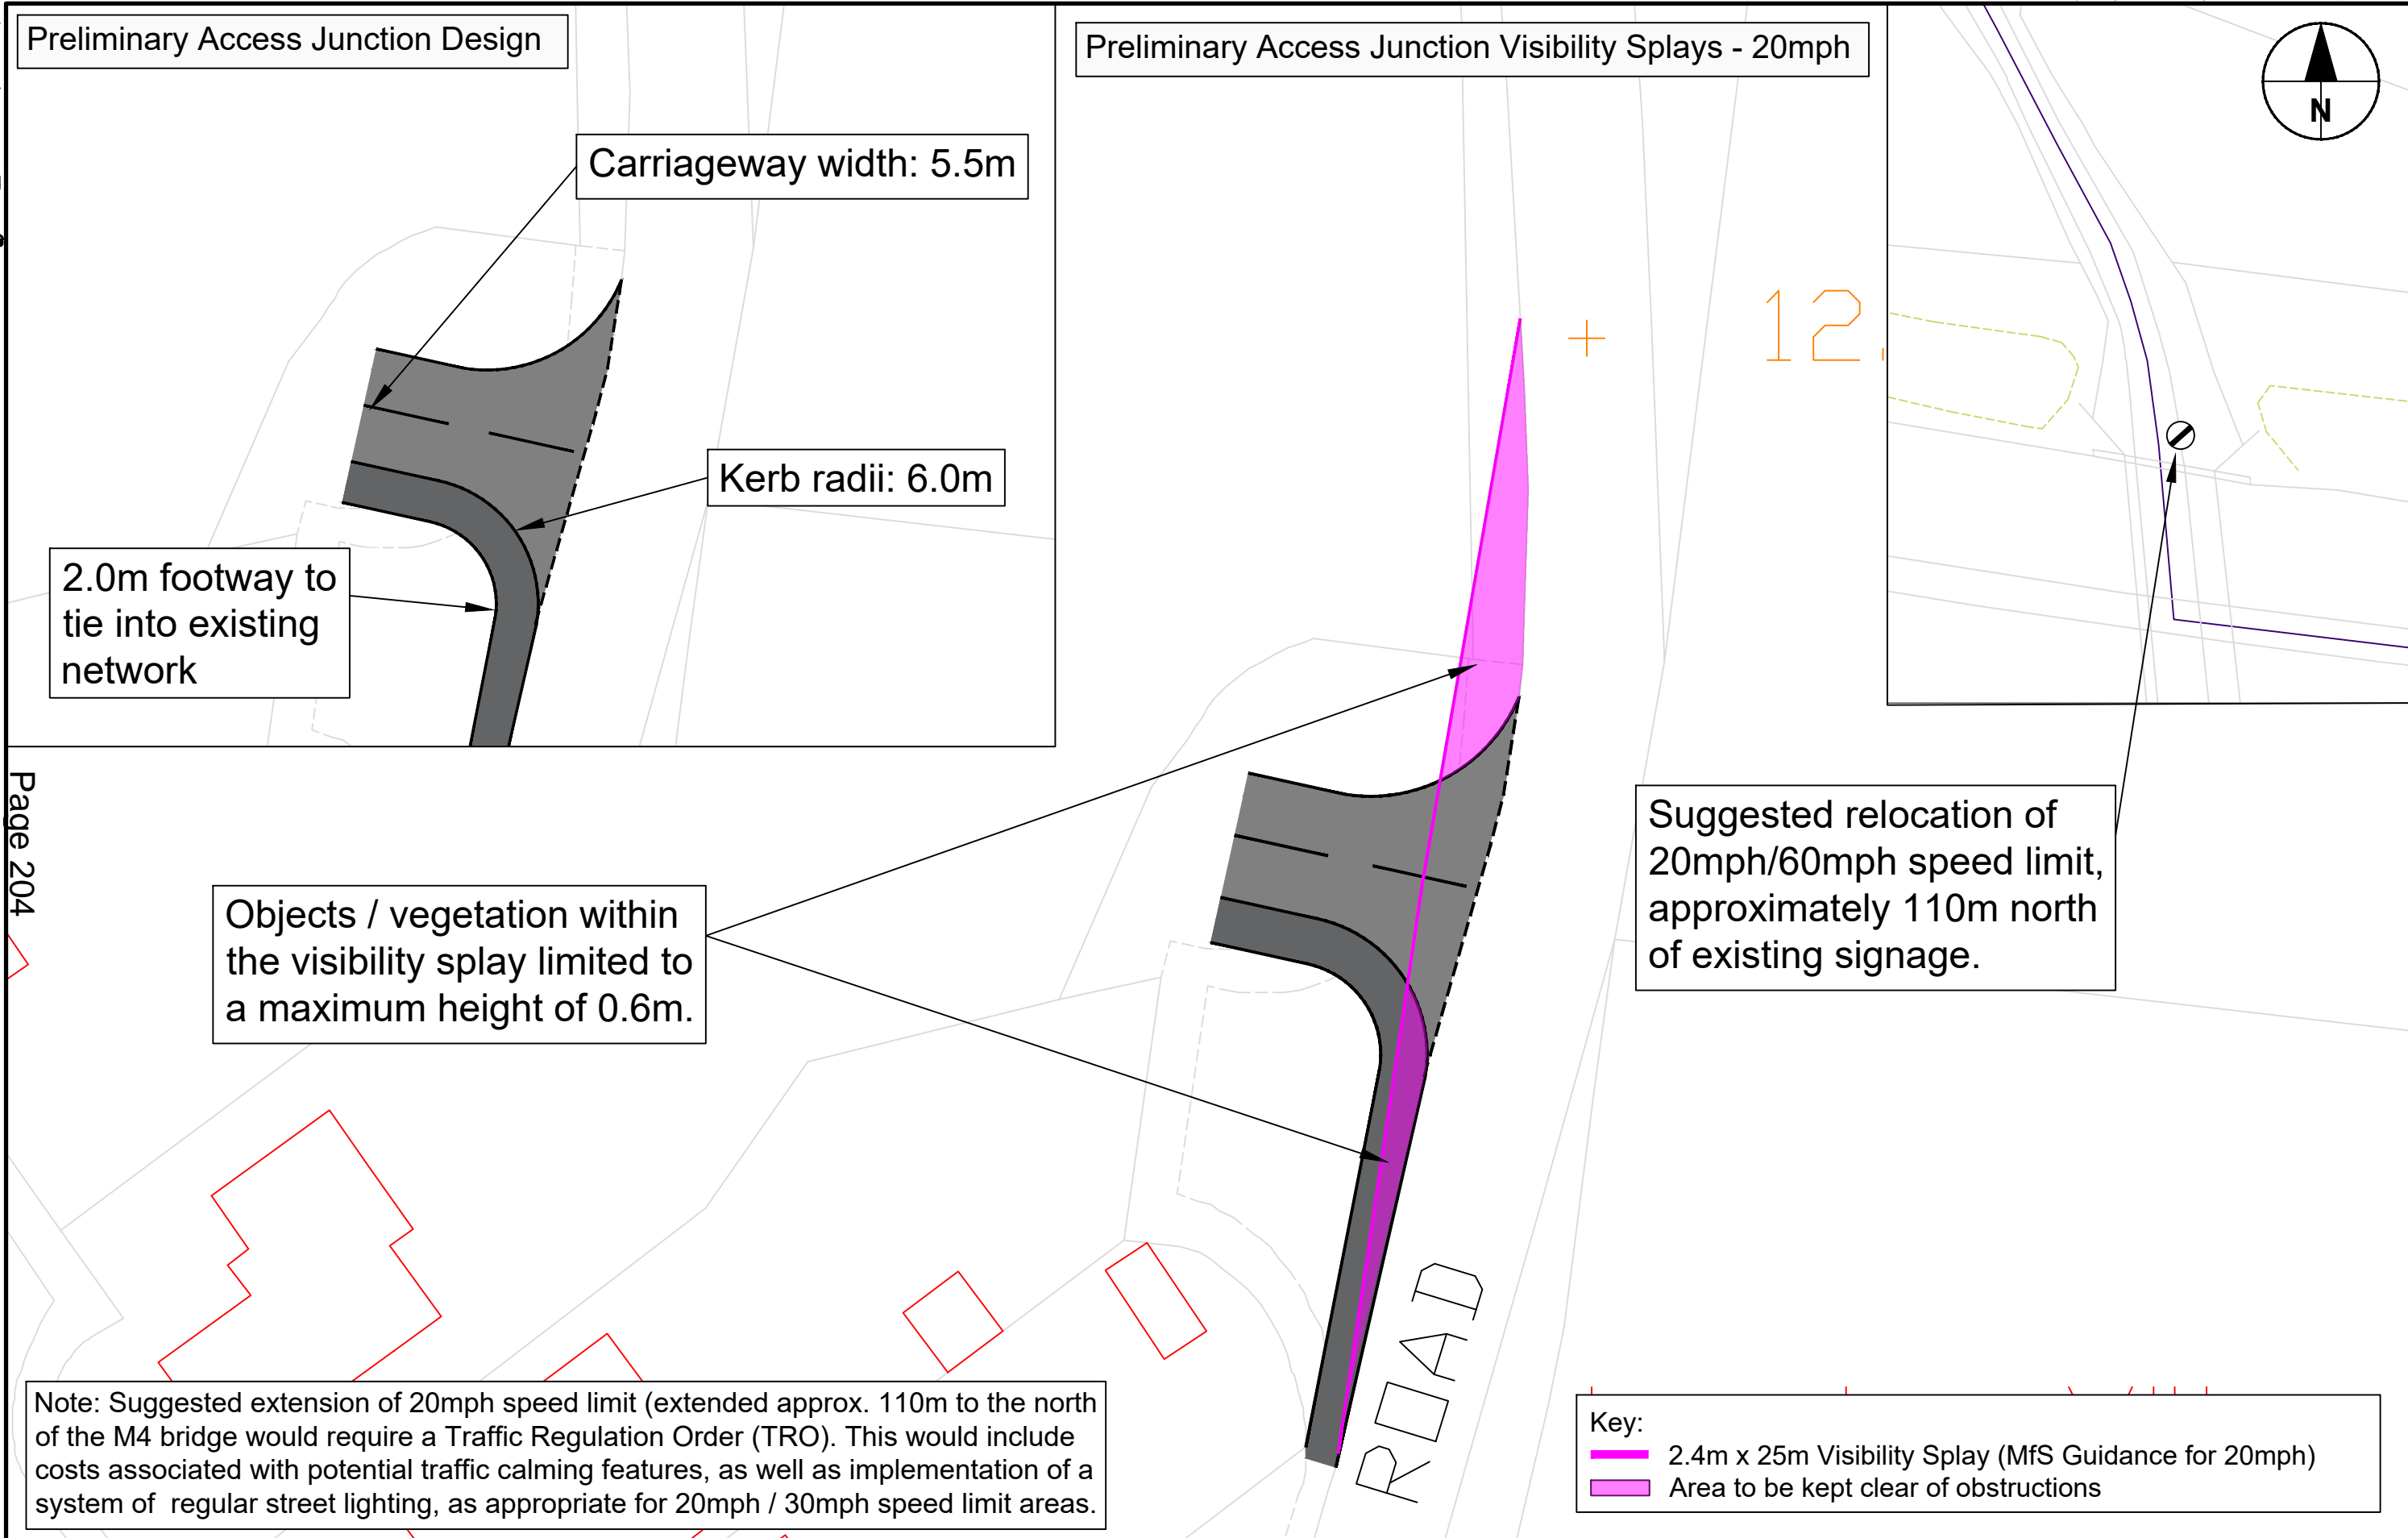 Preliminary Access Junction Design
Preliminary Access Junction Visibility Splays - 20mph
N
Carriageway width: 5.5m
Kerb radii: 6.0m
2.0m footway to
tie into existing
network
12.
Page 204
Objects / vegetation within
the visibility splay limited to
a maximum height of 0.6m.
Suggested relocation of
20mph/60mph speed limit,
approximately 110m north
of existing signage.
ROAD
Note: Suggested extension of 20mph speed limit (extended approx. 110m to the north
of the M4 bridge would require a Traffic Regulation Order (TRO). This would include
costs associated with potential traffic calming features, as well as implementation of a
system of regular street lighting, as appropriate for 20mph / 30mph speed limit areas.
Key:
2.4m x 25m Visibility Splay (MfS Guidance for 20mph)
Area to be kept clear of obstructions